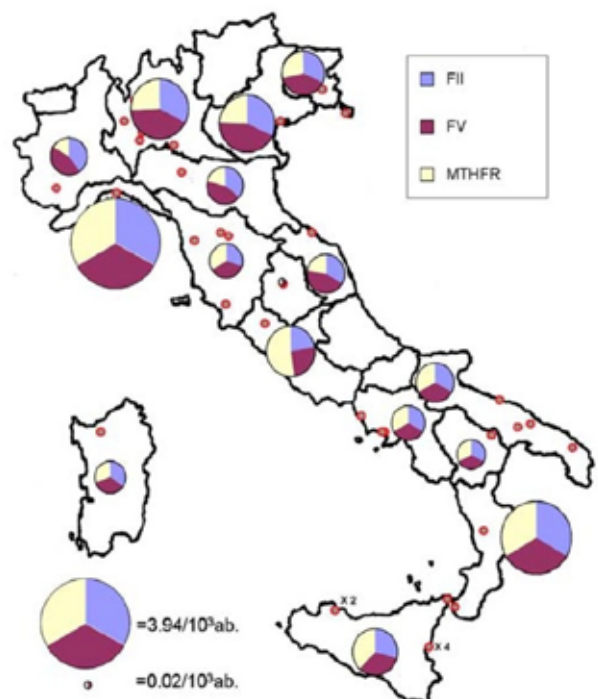 FII
FV
MTHFR
X 2
X 4
=3.94/10³ab.
=0.02/10³ab.